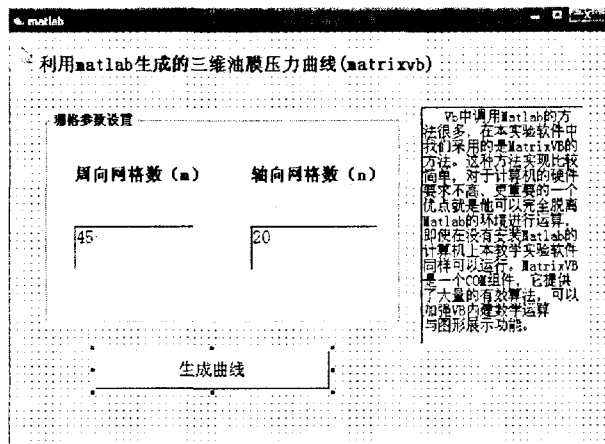 matlab
利用matlab生成的三维油膜压力曲线(matrixvb)
栅格参数设置
周向网格数（m）
轴向网格数（n）
45
20
Vb中调用Matlab的方
法很多，在本实验软件中
我们采用的是MatrixVB的
方法。这种方法实现比较
简单，对于计算机的硬件
要求不高、更重要的一个
优点就是他可以完全脱离
Matlab的环境进行运算，
即使在没有安装Matlab的
计算机上本教学实验软件
同样可以运行。MatrixVB
是一个COM组件，它提供
了大量的有效算法，可以
加强VB内建数学运算
与图形展示功能。
生成曲线